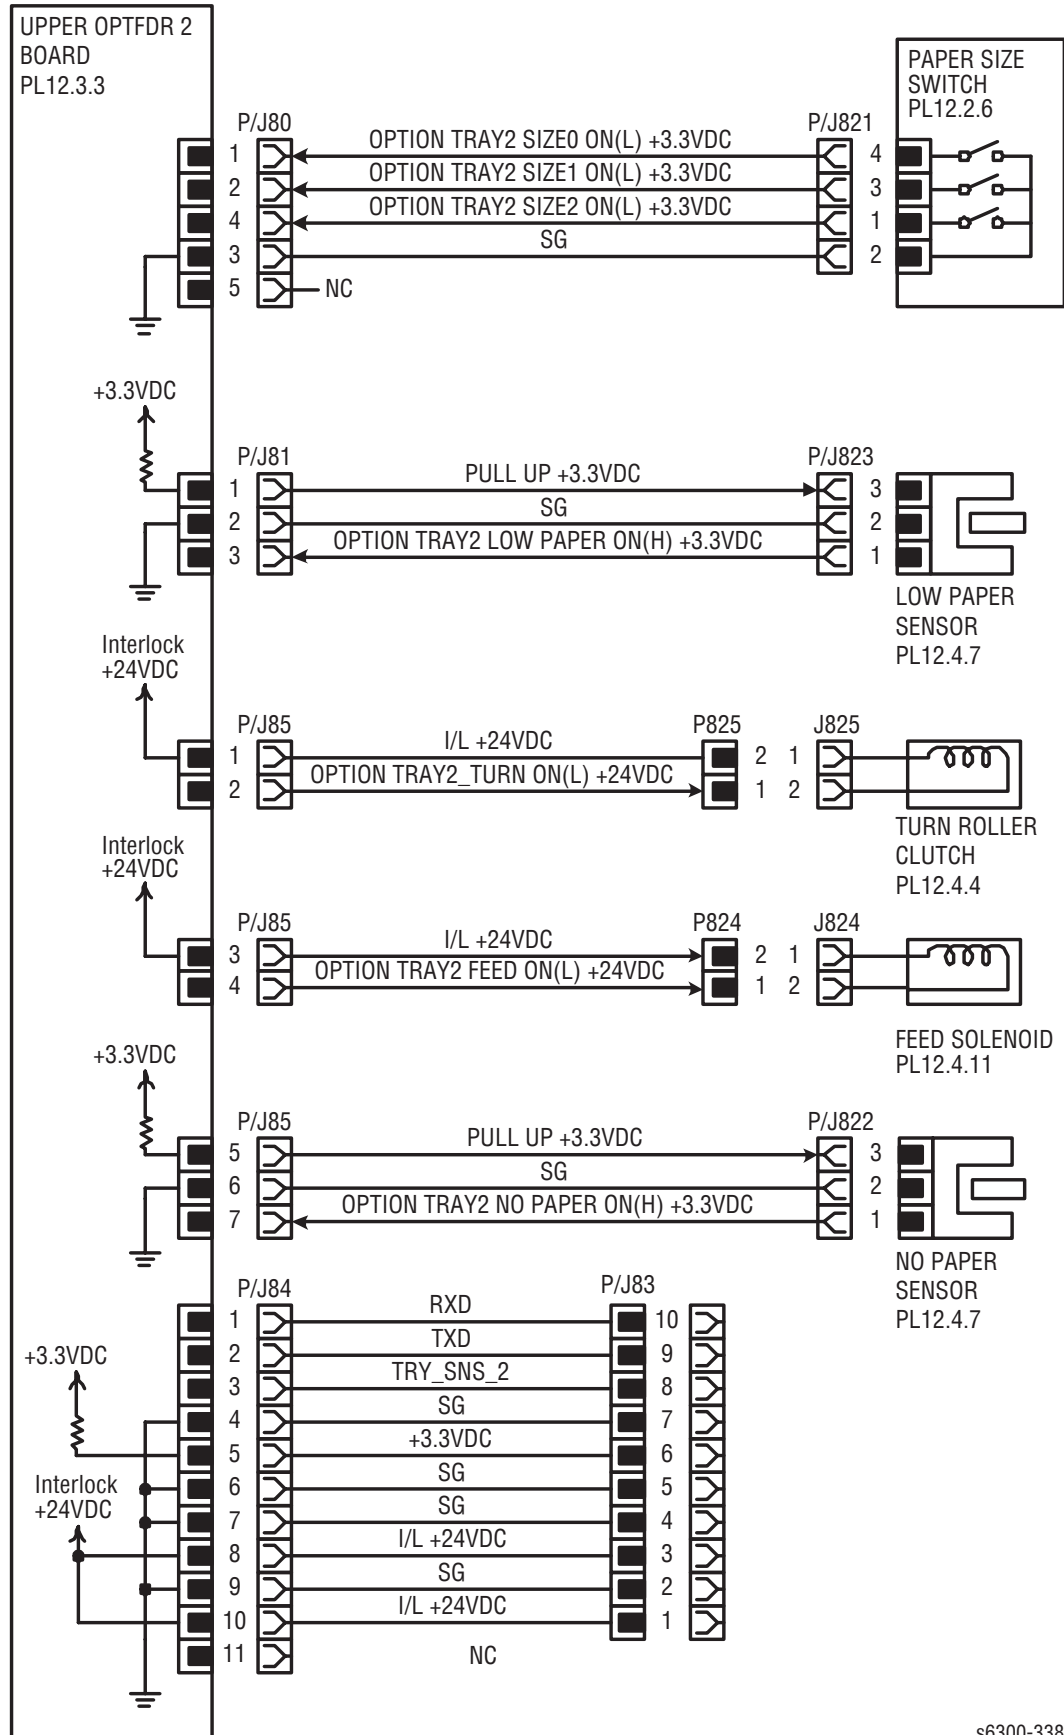 UPPER OPTFDR 2
BOARD
PL12.3.3
PAPER SIZE
SWITCH
PL12.2.6
P/J80
P/J821
1 OPTION TRAY2 SIZE0 ON(L) +3.3VDC 4
2 OPTION TRAY2 SIZE1 ON(L) +3.3VDC 3
4 OPTION TRAY2 SIZE2 ON(L) +3.3VDC 1
3 SG 2
5 NC
+3.3VDC
P/J81
P/J823
1 PULL UP +3.3VDC 3
2 SG 2
3 OPTION TRAY2 LOW PAPER ON(H) +3.3VDC 1
LOW PAPER
SENSOR
PL12.4.7
Interlock
+24VDC
P/J85
P825
J825
1 I/L +24VDC 2 1
2 OPTION TRAY2_TURN ON(L) +24VDC 1 2
TURN ROLLER
CLUTCH
PL12.4.4
Interlock
+24VDC
P/J85
P824
J824
3 I/L +24VDC 2 1
4 OPTION TRAY2 FEED ON(L) +24VDC 1 2
FEED SOLENOID
PL12.4.11
+3.3VDC
P/J85
P/J822
5 PULL UP +3.3VDC 3
6 SG 2
7 OPTION TRAY2 NO PAPER ON(H) +3.3VDC 1
NO PAPER
SENSOR
PL12.4.7
P/J84
P/J83
1 RXD 10
2 TXD 9
+3.3VDC
3 TRY_SNS_2 8
4 SG 7
5 +3.3VDC 6
Interlock
+24VDC
6 SG 5
7 SG 4
8 I/L +24VDC 3
9 SG 2
10 I/L +24VDC 1
11 NC
s6300-338